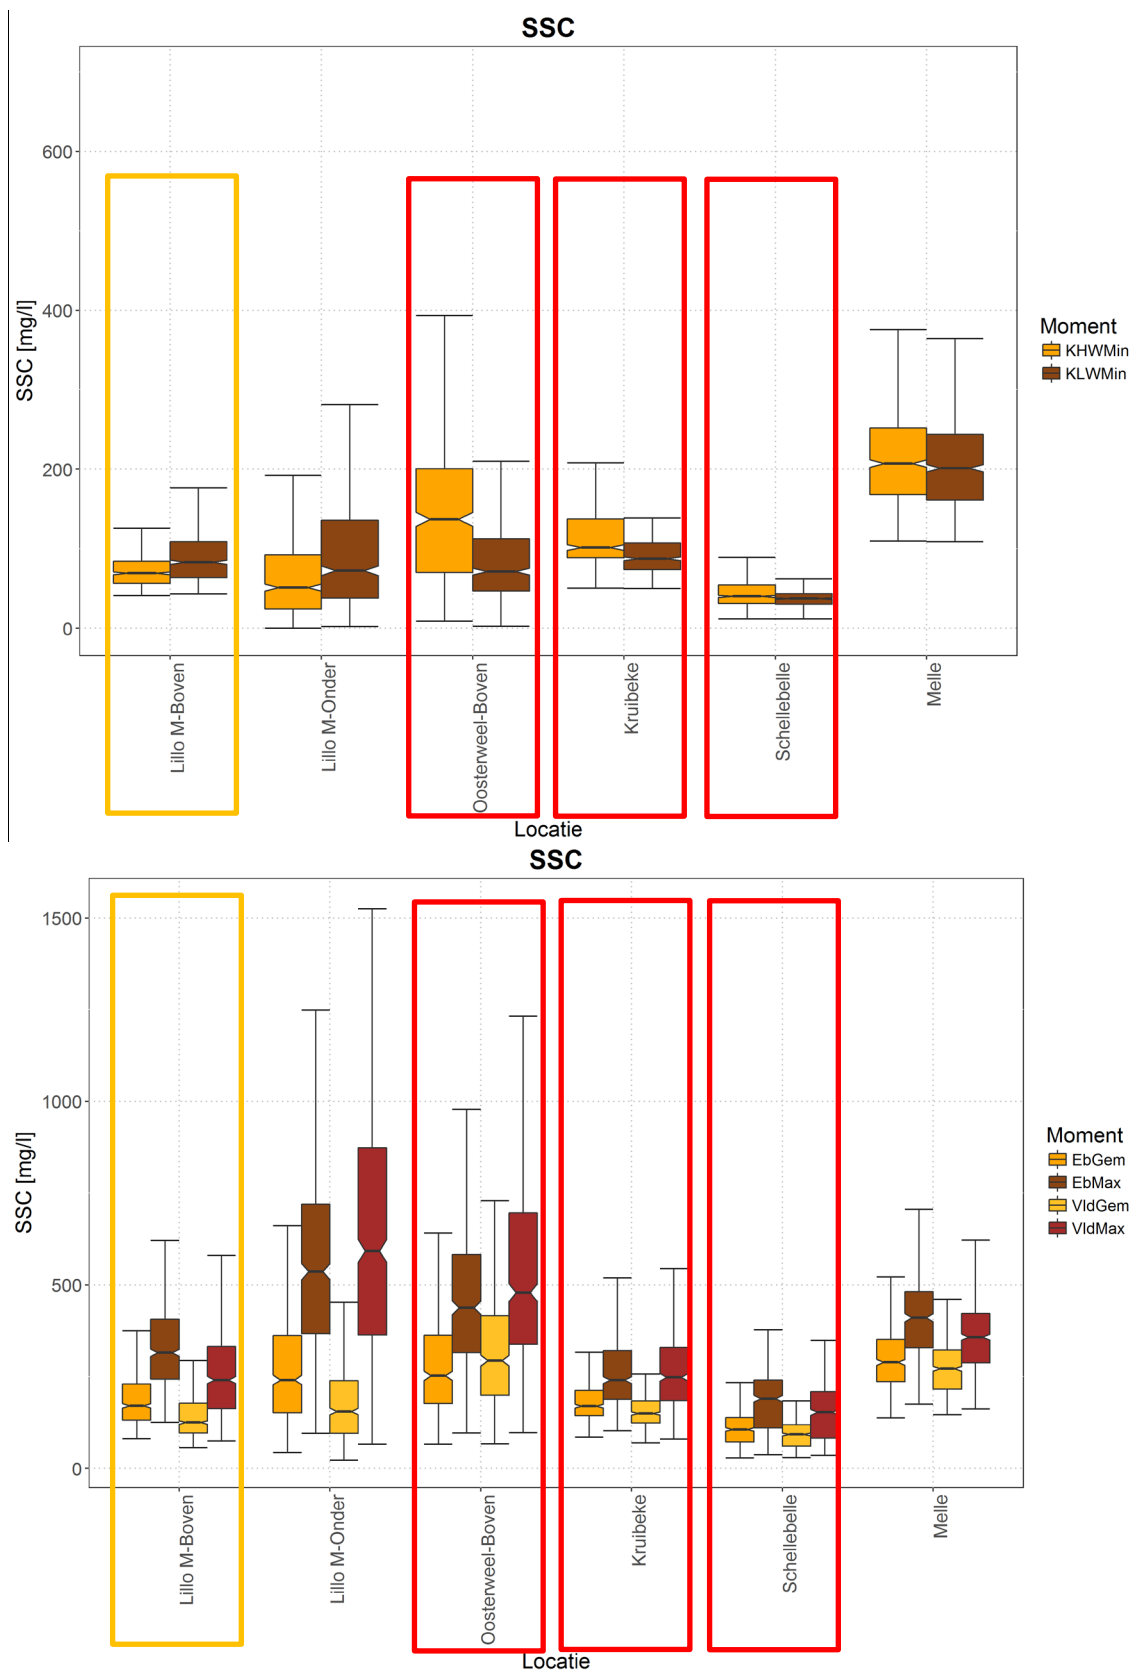 SSC
600
400
200
0
SSC [mg/l]
Moment
KHWMin
KLWMin
Lillo M-Boven
Lillo M-Onder
Oosterweel-Boven
Kruibeke
Schellebelle
Melle
Locatie
SSC
1500
1000
500
0
SSC [mg/l]
Moment
EbGem
EbMax
VldGem
VldMax
Lillo M-Boven
Lillo M-Onder
Oosterweel-Boven
Kruibeke
Schellebelle
Melle
Locatie